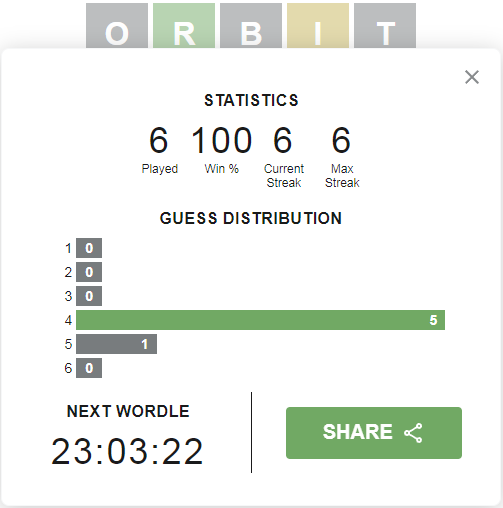 O R B I T
STATISTICS
6 100 6 6
Played Win % Current Max
Streak Streak
GUESS DISTRIBUTION
1 0
2 0
3 0
4 5
5 1
6 0
NEXT WORDLE
23:03:22
SHARE